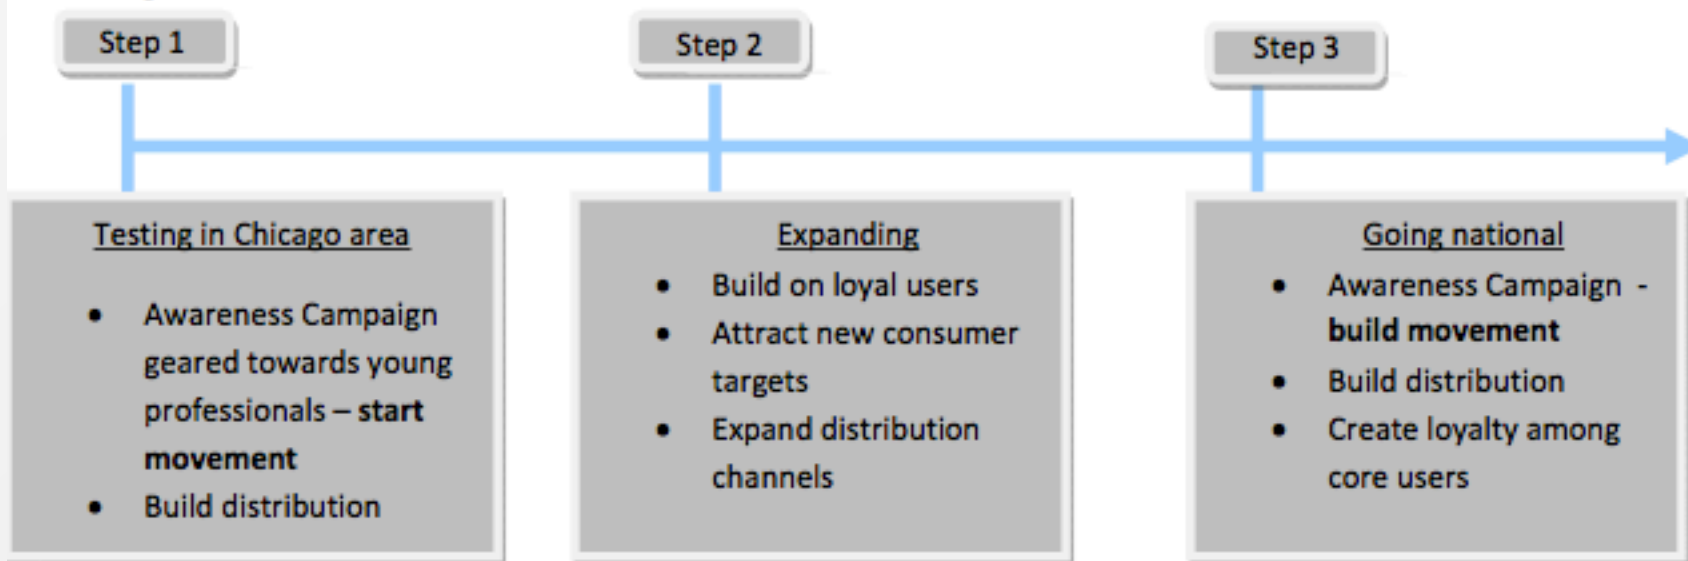 Step 1
Step 2
Step 3
Testing in Chicago area
• Awareness Campaign
geared towards young
professionals – start
movement
• Build distribution
Expanding
• Build on loyal users
• Attract new consumer
targets
• Expand distribution
channels
Going national
• Awareness Campaign -
build movement
• Build distribution
• Create loyalty among
core users